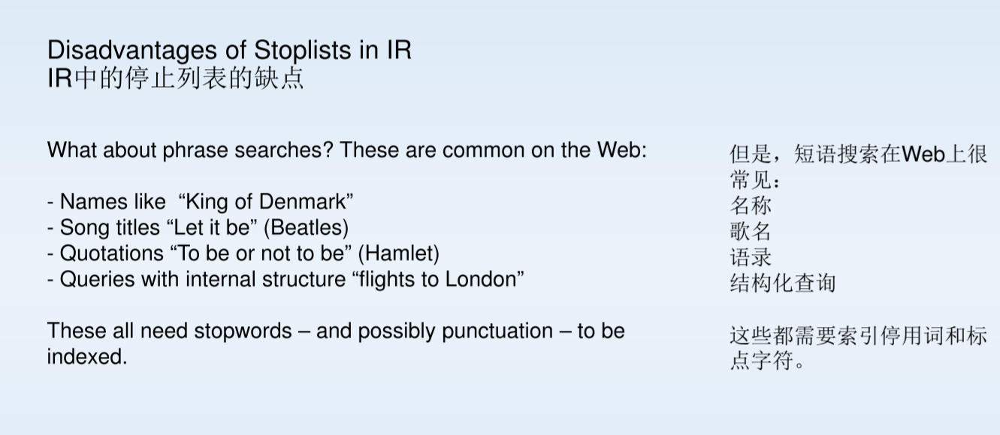 Disadvantages of Stoplists in IR
IR中的停止列表的缺点
What about phrase searches? These are common on the Web:
- Names like  “King of Denmark”
- Song titles “Let it be” (Beatles)
- Quotations “To be or not to be” (Hamlet)
- Queries with internal structure “flights to London”
These all need stopwords – and possibly punctuation – to be
indexed.
但是，短语搜索在Web上很
常见：
名称
歌名
语录
结构化查询
这些都需要索引停用词和标
点字符。